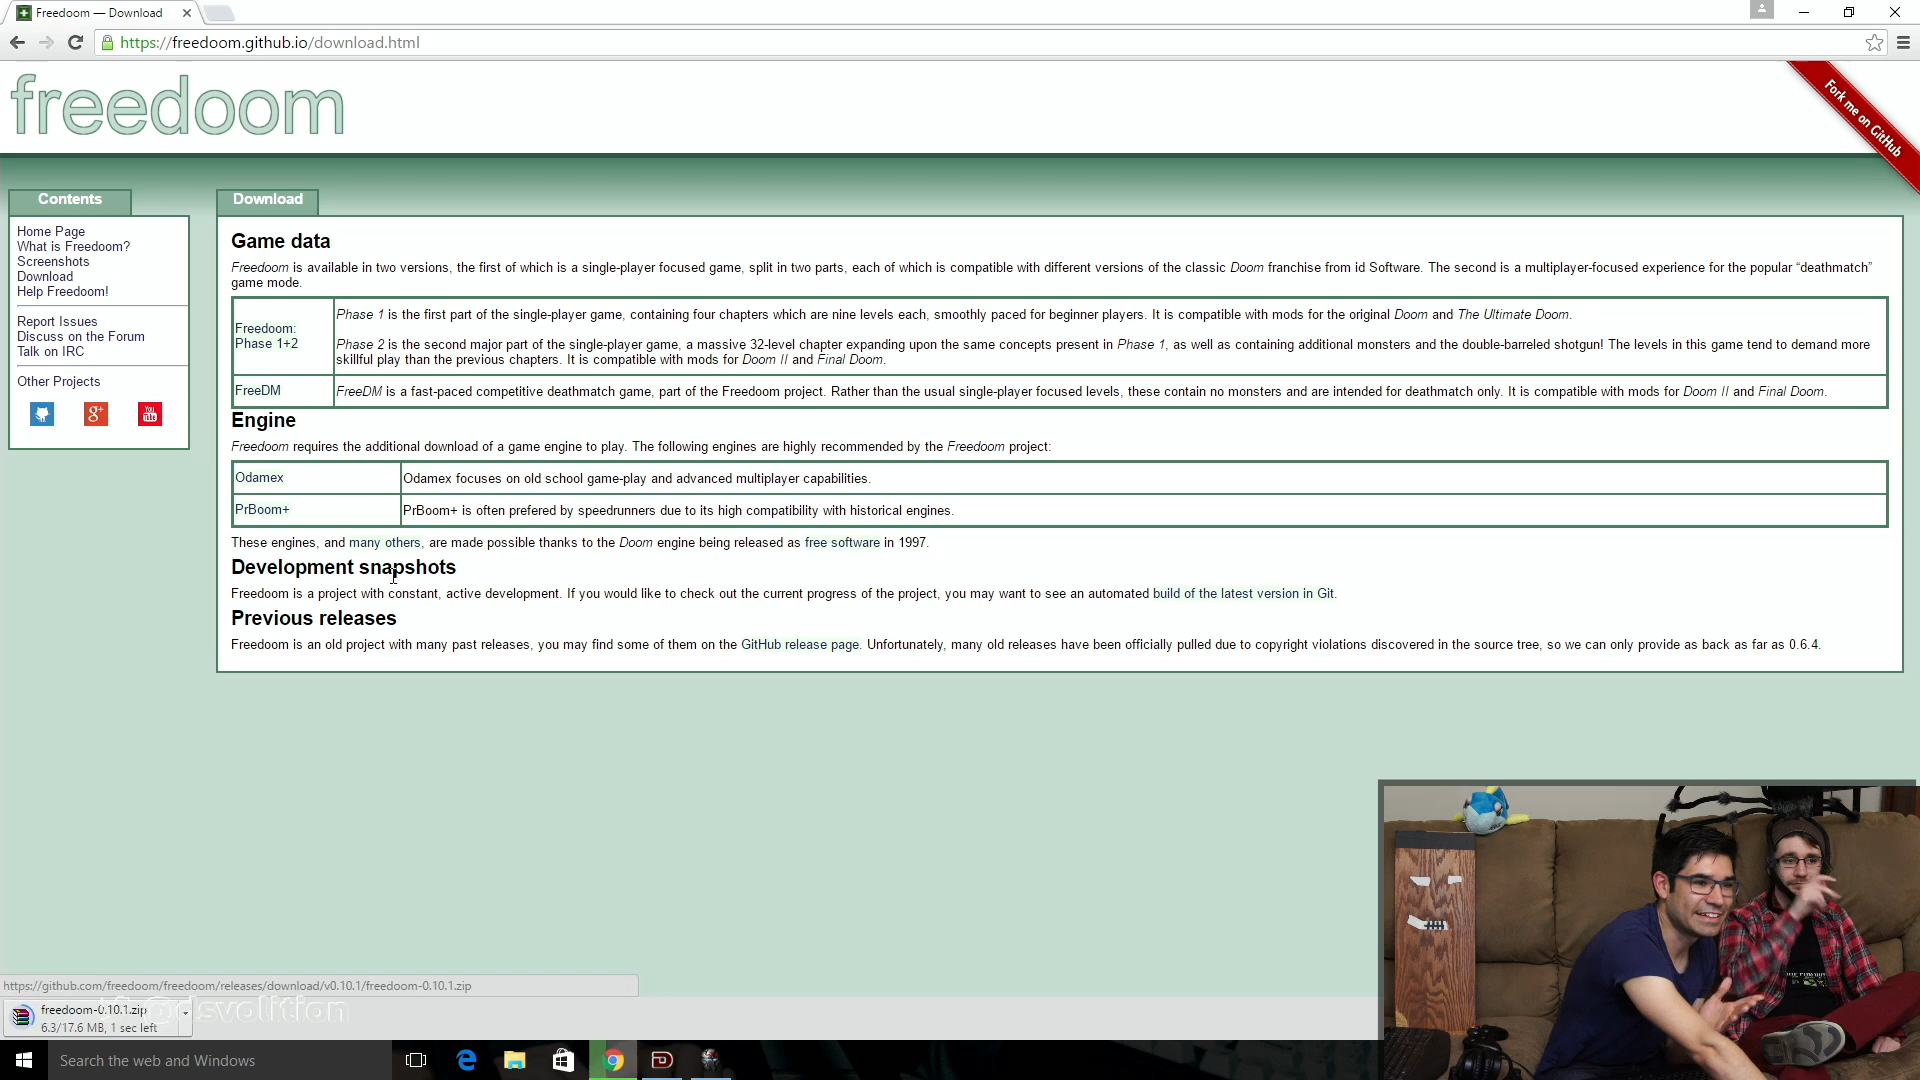 Freedoom — Download
https://freedoom.github.io/download.html
freedoom
Fork me on GitHub
Contents
Home Page
What is Freedoom?
Screenshots
Download
Help Freedoom!
Report Issues
Discuss on the Forum
Talk on IRC
Other Projects
g+
You Tube
Download
Game data
Freedoom is available in two versions, the first of which is a single-player focused game, split in two parts, each of which is compatible with different versions of the classic Doom franchise from id Software. The second is a multiplayer-focused experience for the popular “deathmatch”
game mode.
Freedoom:
Phase 1+2
Phase 1 is the first part of the single-player game, containing four chapters which are nine levels each, smoothly paced for beginner players. It is compatible with mods for the original Doom and The Ultimate Doom.
Phase 2 is the second major part of the single-player game, a massive 32-level chapter expanding upon the same concepts present in Phase 1, as well as containing additional monsters and the double-barreled shotgun! The levels in this game tend to demand more
skillful play than the previous chapters. It is compatible with mods for Doom II and Final Doom.
FreeDM
FreeDM is a fast-paced competitive deathmatch game, part of the Freedoom project. Rather than the usual single-player focused levels, these contain no monsters and are intended for deathmatch only. It is compatible with mods for Doom II and Final Doom.
Engine
Freedoom requires the additional download of a game engine to play. The following engines are highly recommended by the Freedoom project:
Odamex
Odamex focuses on old school game-play and advanced multiplayer capabilities.
PrBoom+
PrBoom+ is often prefered by speedrunners due to its high compatibility with historical engines.
These engines, and many others, are made possible thanks to the Doom engine being released as free software in 1997.
Development snapshots
Freedoom is a project with constant, active development. If you would like to check out the current progress of the project, you may want to see an automated build of the latest version in Git.
Previous releases
Freedoom is an old project with many past releases, you may find some of them on the GitHub release page. Unfortunately, many old releases have been officially pulled due to copyright violations discovered in the source tree, so we can only provide as back as far as 0.6.4.
https://github.com/freedoom/freedoom/releases/download/v0.10.1/freedoom-0.10.1.zip
freedoom-0.10.1.zip
6.3/17.6 MB, 1 sec left
@dsvolition
Search the web and Windows